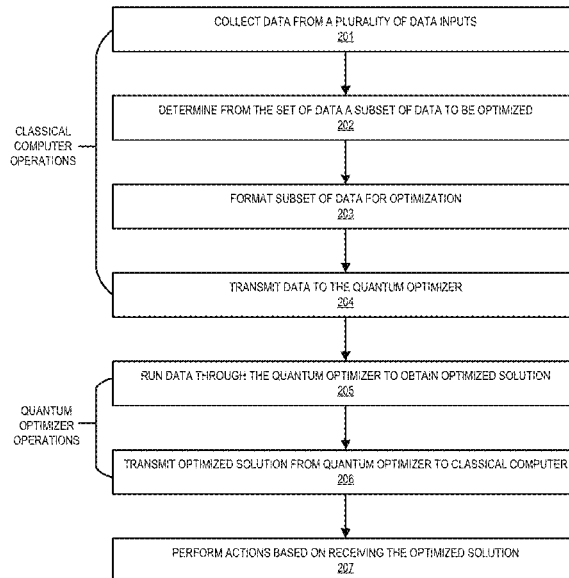 COLLECT DATA FROM A PLURALITY OF DATA INPUTS
201
DETERMINE FROM THE SET OF DATA A SUBSET OF DATA TO BE OPTIMIZED
202
CLASSICAL
COMPUTER
OPERATIONS
FORMAT SUBSET OF DATA FOR OPTIMIZATION
203
TRANSMIT DATA TO THE QUANTUM OPTIMIZER
204
RUN DATA THROUGH THE QUANTUM OPTIMIZER TO OBTAIN OPTIMIZED SOLUTION
205
QUANTUM
OPTIMIZER
OPERATIONS
TRANSMIT OPTIMIZED SOLUTION FROM QUANTUM OPTIMIZER TO CLASSICAL COMPUTER
206
PERFORM ACTIONS BASED ON RECEIVING THE OPTIMIZED SOLUTION
207